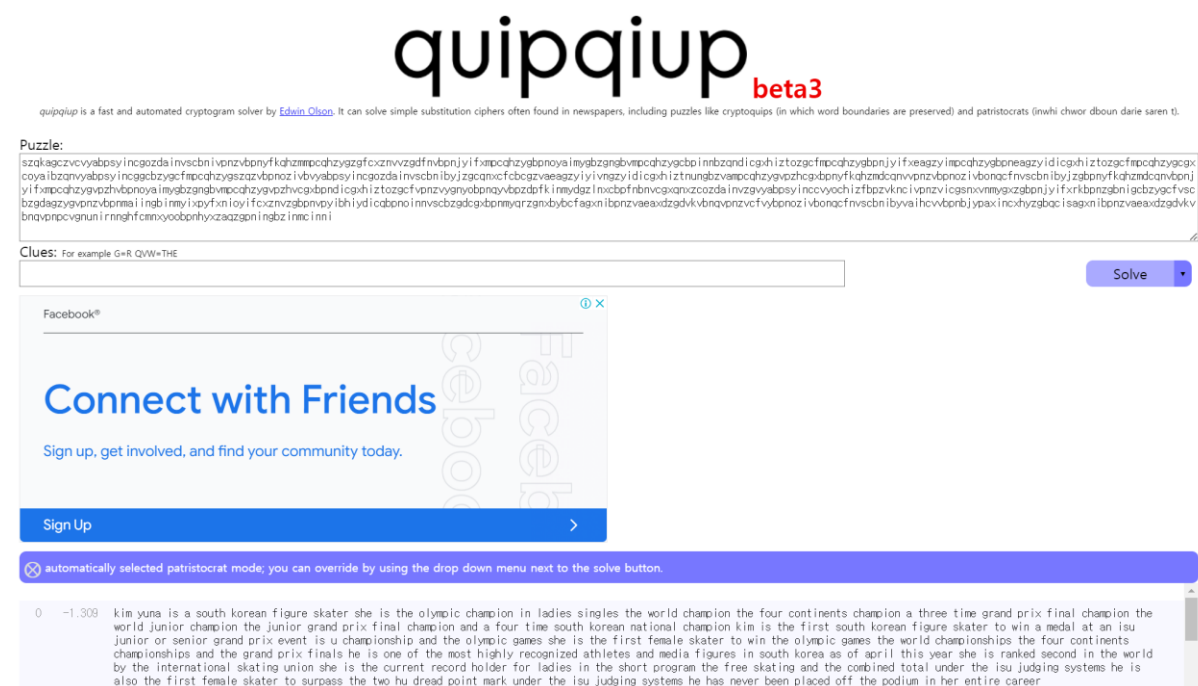 quipqiup
beta3
quipqiup is a fast and automated cryptogram solver by Edwin Olson. It can solve simple substitution ciphers often found in newspapers, including puzzles like cryptoquips (in which word boundaries are preserved) and patristocrats (inwhi chwor dboun darie saren t).
Puzzle:
szqkagczvcvyabpsyincgozdainvscbnivpnzvbpnyfkqhzmmpcqhzygzgfcxznvvzgdfnvbpnjyifxmpcqhzygbpnoyaimygbzgngbvmpcqhzygcbpinnbzqndicgxhiztozgcfmpcqhzygbpnjyifxeagzyimpcqhzygbpneagzyidicgxhiztozgcfmpcqhzygcgx
coyaibzqnvyabpsyincggcbzygcfmpcqhzygszqzvbpnozivbvyabpsyincgozdainvscbnibyjzgcqnxcfcbgcgzvaeagzyiyivngzyidicgxhiztnungbzvampcqhzygvpzhcgxbpnyfkqhzmdcqnvvpnzvbpnozivbonqcfnvscbnibyjzgbpnyfkqhzmdcqnvbpnj
yifxmpcqhzygvpzhvbpnoyaimygbzgngbvmpcqhzygvpzhvcgxbpndicgxhiztozgcfvpnzvygnyobpnqyvbpzdpfkinmydgzlnxcbpfnbnvcgxqnxzcozdainvzgvyabpsyinccvyochizfbpzvkncivpnzvicgsnxvnmygxzgbpnjyifxrkbpnzgbnigcbzygcfvsc
bzgdagzygvpnzvbpnmaiingbinmyixpyfxnioyifcxznvzgbpnvpyibhiydicqbpnoinnvscbzgdcgxbpnmyqrzgnxbybcfagxnibpnzvaeaxdzgdvkvbnqvpnzvcfvybpnozivbonqcfnvscbnibyvaihcvvbpnbjypaxincxhyzgbqcisagxnibpnzvaeaxdzgdvkv
bnqvpnpcvgnunirnnghfcmnxyoobpnhyxzaqzgpningbzinmcinni
Clues: For example G=R QVW=THE
Solve
Facebook®
Connect with Friends
Sign up, get involved, and find your community today.
Facebook
Sign Up
automatically selected patristocrat mode; you can override by using the drop down menu next to the solve button.
0 -1.309 kim yuna is a south korean figure skater she is the olympic champion in ladies singles the world champion the four continents champion a three time grand prix final champion the
world junior champion the junior grand prix final champion and a four time south korean national champion kim is the first south korean figure skater to win a medal at an isu
junior or senior grand prix event is u championship and the olympic games she is the first female skater to win the olympic games the world championships the four continents
championships and the grand prix finals he is one of the most highly recognized athletes and media figures in south korea as of april this year she is ranked second in the world
by the international skating union she is the current record holder for ladies in the short program the free skating and the combined total under the isu judging systems he is
also the first female skater to surpass the two hu dread point mark under the isu judging systems he has never been placed off the podium in her entire career